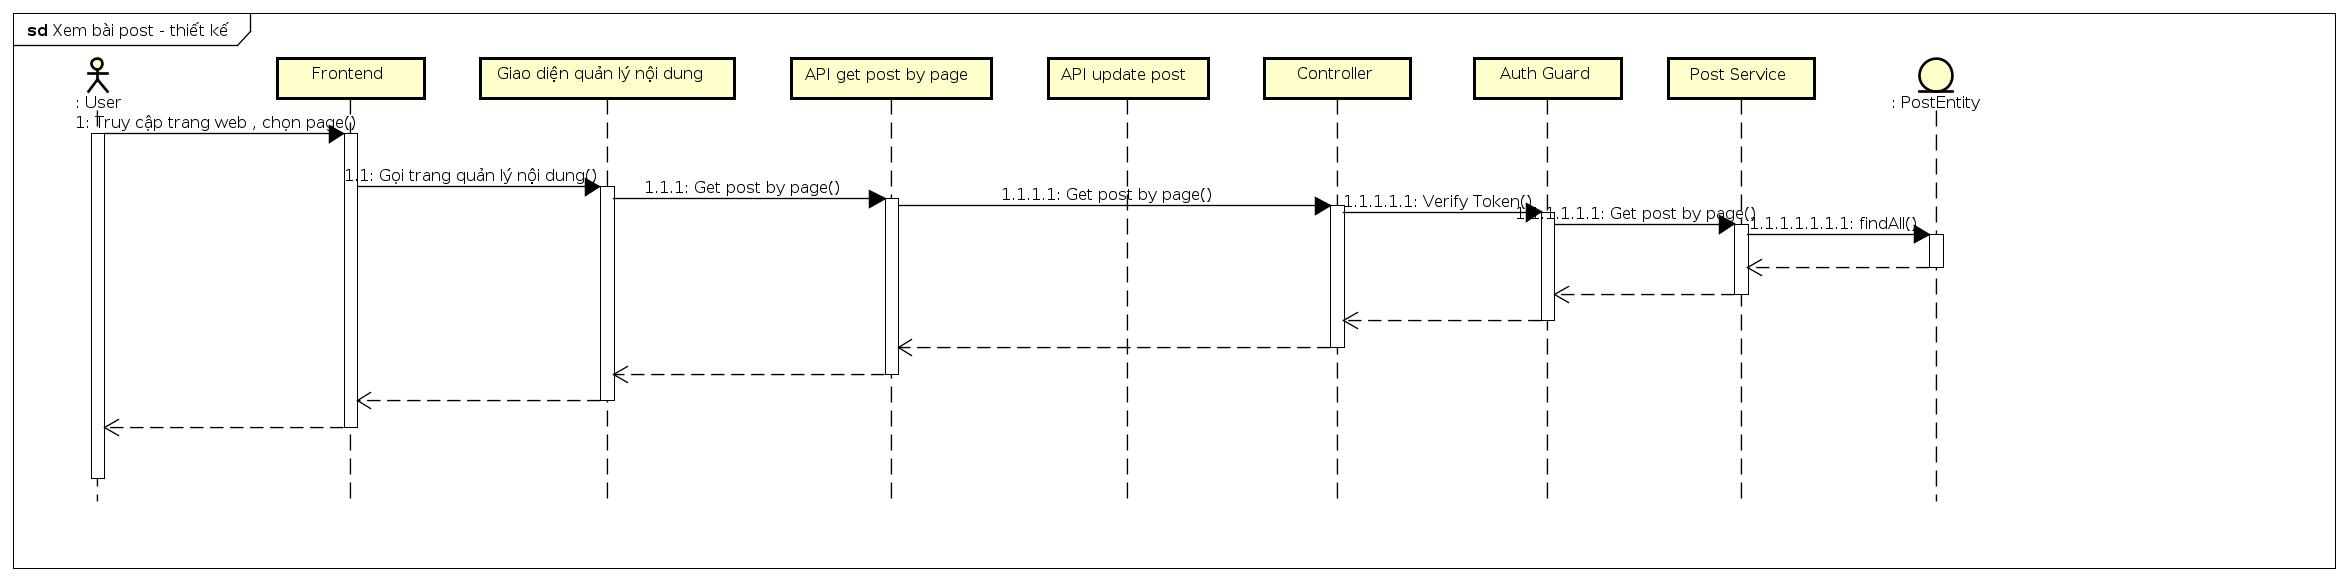 sd Xem bài post - thiết kế
: User
Frontend
Giao diện quản lý nội dung
API get post by page
API update post
Controller
Auth Guard
Post Service
: PostEntity
1: Truy cập trang web , chọn page()
1.1: Gọi trang quản lý nội dung()
1.1.1: Get post by page()
1.1.1.1: Get post by page()
1.1.1.1.1: Verify Token()
1.1.1.1.1.1: Get post by page()
1.1.1.1.1.1.1: findAll()